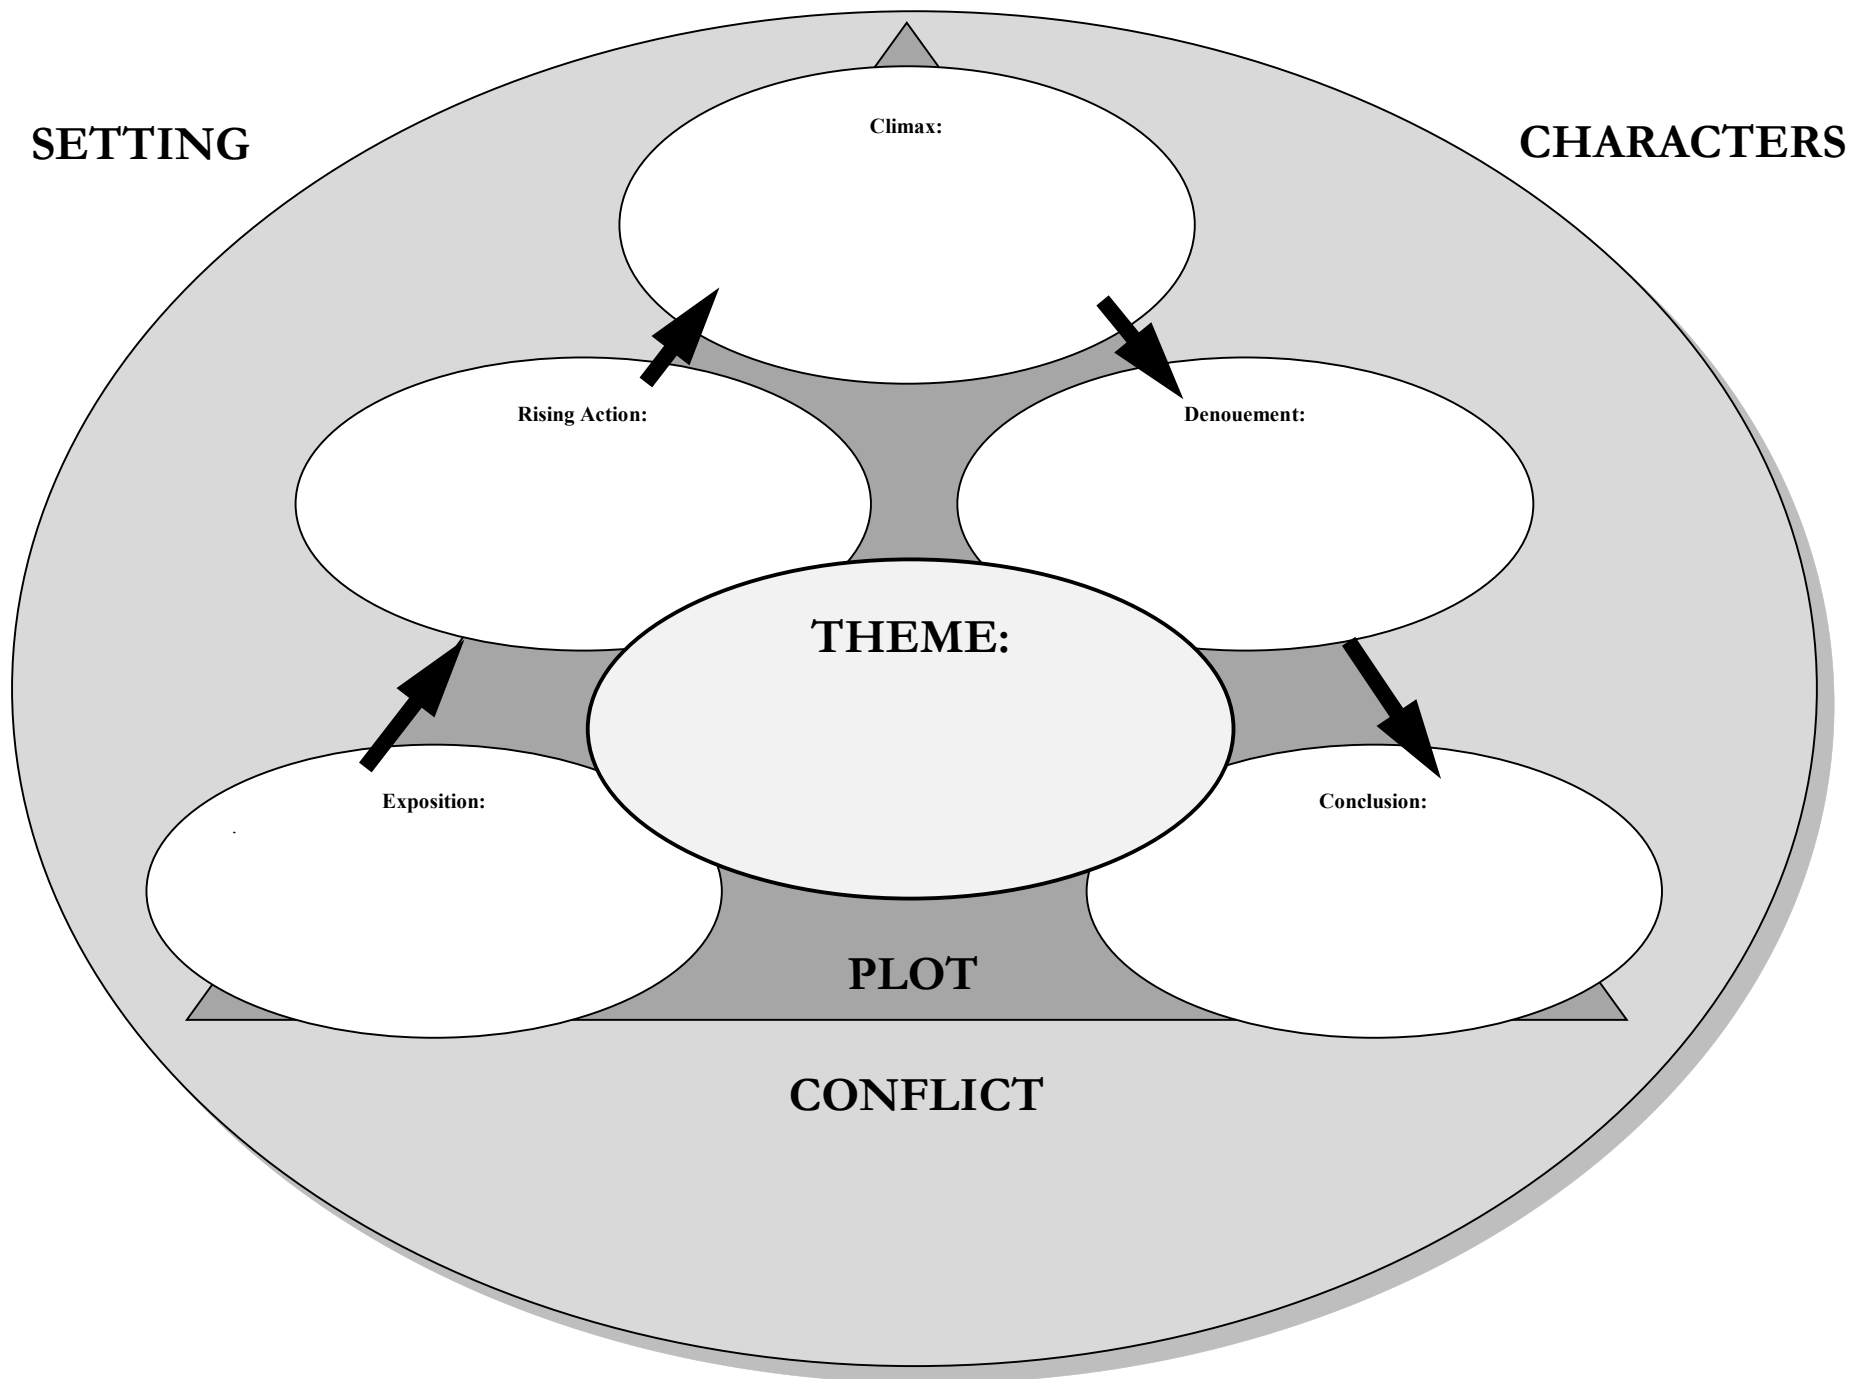 SETTING
CHARACTERS
Climax:
Rising Action:
Denouement:
THEME:
Exposition:
Conclusion:
PLOT
CONFLICT